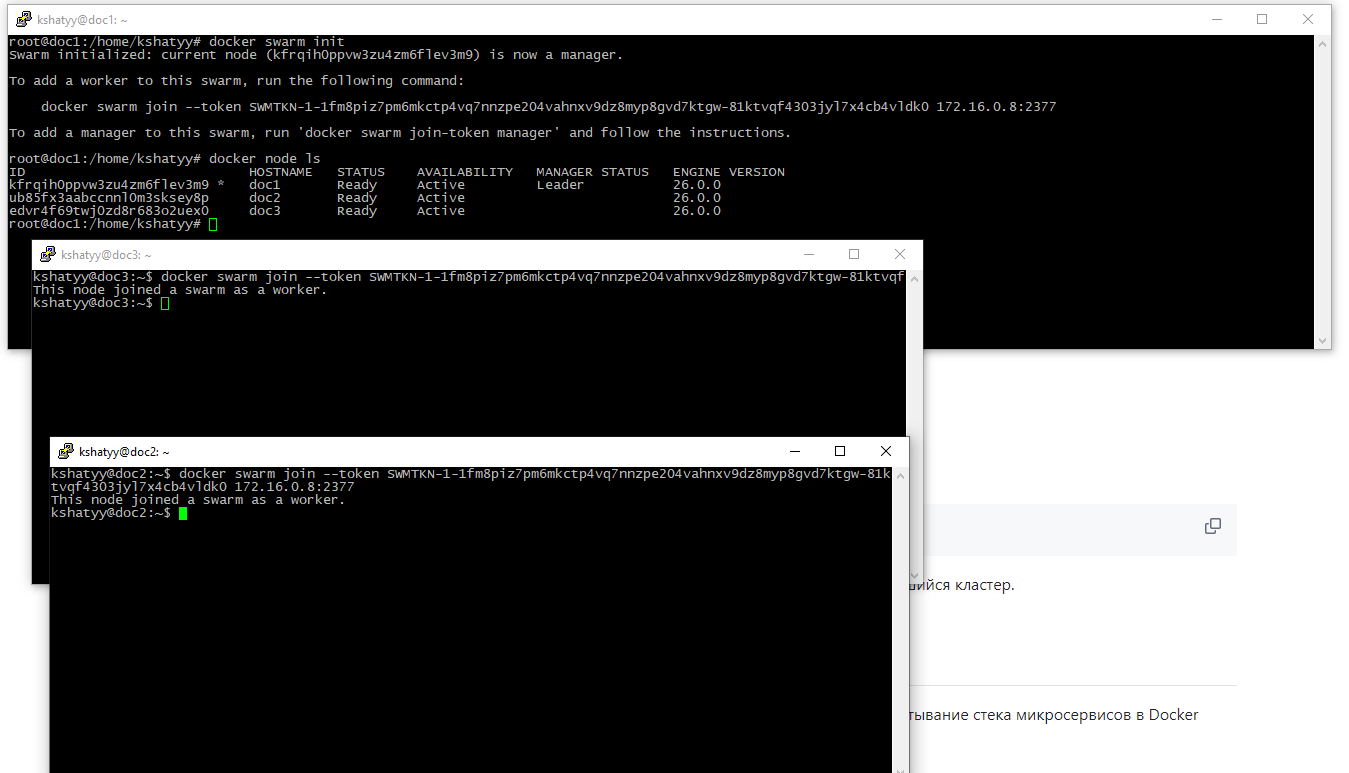 kshatyy@doc1: ~
root@doc1:/home/kshatyy# docker swarm init
Swarm initialized: current node (kfrqih0ppvw3zu4zm6flev3m9) is now a manager.
To add a worker to this swarm, run the following command:
docker swarm join --token SWMTKN-1-1fm8piz7pm6mkctp4vq7nnzpe204vahnxv9dz8myp8gvd7ktgw-81ktvqf4303jyl7x4cb4vldk0 172.16.0.8:2377
To add a manager to this swarm, run 'docker swarm join-token manager' and follow the instructions.
root@doc1:/home/kshatyy# docker node ls
ID HOSTNAME STATUS AVAILABILITY MANAGER STATUS ENGINE VERSION
kfrqih0ppvw3zu4zm6flev3m9 * doc1 Ready Active Leader 26.0.0
ub85fx3aabccnnl0m3sksey8p doc2 Ready Active 26.0.0
edvr4f69twj0zd8r683o2uex0 doc3 Ready Active 26.0.0
root@doc1:/home/kshatyy#
kshatyy@doc3: ~
kshatyy@doc3:~$ docker swarm join --token SWMTKN-1-1fm8piz7pm6mkctp4vq7nnzpe204vahnxv9dz8myp8gvd7ktgw-81ktvqf
This node joined a swarm as a worker.
kshatyy@doc3:~$
kshatyy@doc2: ~
kshatyy@doc2:~$ docker swarm join --token SWMTKN-1-1fm8piz7pm6mkctp4vq7nnzpe204vahnxv9dz8myp8gvd7ktgw-81k
tvqf4303jyl7x4cb4vldk0 172.16.0.8:2377
This node joined a swarm as a worker.
kshatyy@doc2:~$
шийся кластер.
тывание стека микросервисов в Docker